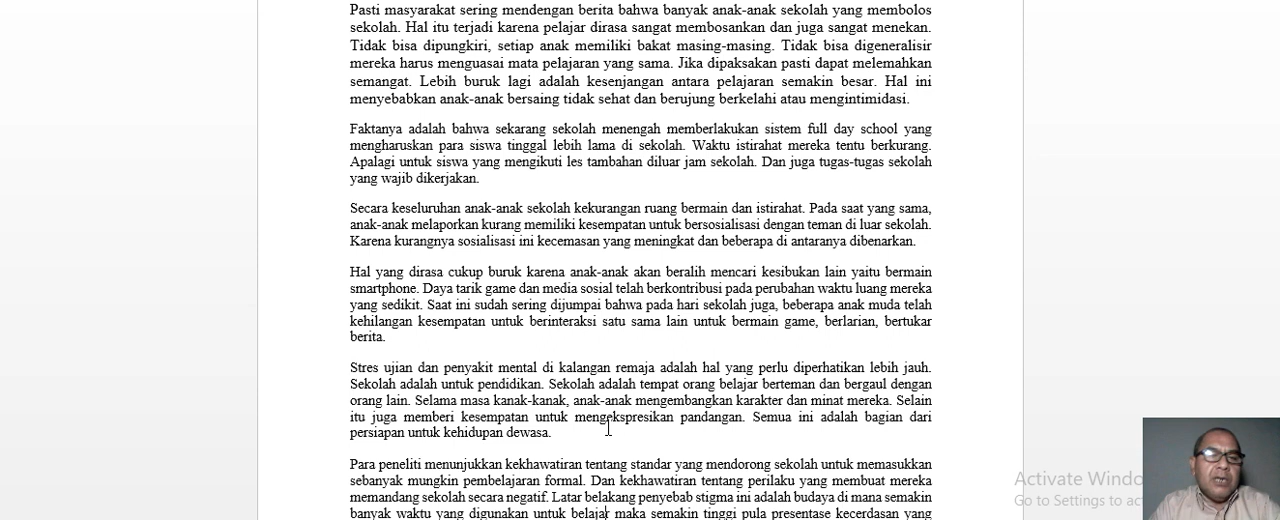 Pasti masyarakat sering mendengan berita bahwa banyak anak-anak sekolah yang membolos
sekolah. Hal itu terjadi karena pelajar dirasa sangat membosankan dan juga sangat menekan.
Tidak bisa dipungkiri, setiap anak memiliki bakat masing-masing. Tidak bisa digeneralisir
mereka harus menguasai mata pelajaran yang sama. Jika dipaksakan pasti dapat melemahkan
semangat. Lebih buruk lagi adalah kesenjangan antara pelajaran semakin besar. Hal ini
menyebabkan anak-anak bersaing tidak sehat dan berujung berkelahi atau mengintimidasi.
Faktanya adalah bahwa sekarang sekolah menengah memberlakukan sistem full day school yang
mengharuskan para siswa tinggal lebih lama di sekolah. Waktu istirahat mereka tentu berkurang.
Apalagi untuk siswa yang mengikuti les tambahan diluar jam sekolah. Dan juga tugas-tugas sekolah
yang wajib dikerjakan.
Secara keseluruhan anak-anak sekolah kekurangan ruang bermain dan istirahat. Pada saat yang sama,
anak-anak melaporkan kurang memiliki kesempatan untuk bersosialisasi dengan teman di luar sekolah.
Karena kurangnya sosialisasi ini kecemasan yang meningkat dan beberapa di antaranya dibenarkan.
Hal yang dirasa cukup buruk karena anak-anak akan beralih mencari kesibukan lain yaitu bermain
smartphone. Daya tarik game dan media sosial telah berkontribusi pada perubahan waktu luang mereka
yang sedikit. Saat ini sudah sering dijumpai bahwa pada hari sekolah juga, beberapa anak muda telah
kehilangan kesempatan untuk berinteraksi satu sama lain untuk bermain game, berlarian, bertukar
berita.
Stres ujian dan penyakit mental di kalangan remaja adalah hal yang perlu diperhatikan lebih jauh.
Sekolah adalah untuk pendidikan. Sekolah adalah tempat orang belajar berteman dan bergaul dengan
orang lain. Selama masa kanak-kanak, anak-anak mengembangkan karakter dan minat mereka. Selain
itu juga memberi kesempatan untuk mengekspresikan pandangan. Semua ini adalah bagian dari
persiapan untuk kehidupan dewasa.
Para peneliti menunjukkan kekhawatiran tentang standar yang mendorong sekolah untuk memasukkan
sebanyak mungkin pembelajaran formal. Dan kekhawatiran tentang perilaku yang membuat mereka
memandang sekolah secara negatif. Latar belakang penyebab stigma ini adalah budaya di mana semakin
banyak waktu yang digunakan untuk belajar maka semakin tinggi pula presentase kecerdasan yang
Activate Windo
Go to Settings to act